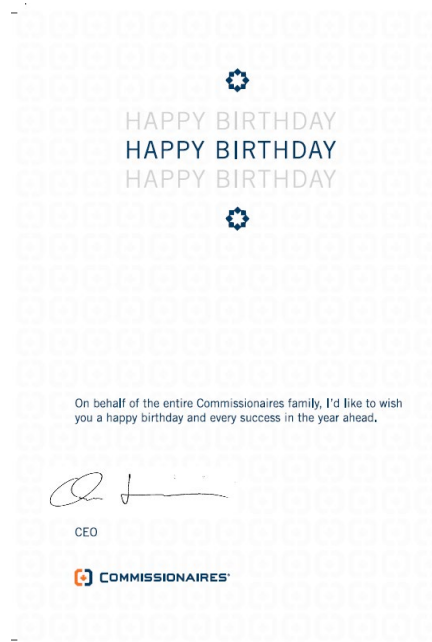 HAPPY BIRTHDAY
HAPPY BIRTHDAY
HAPPY BIRTHDAY
On behalf of the entire Commissionaires family, I'd like to wish
you a happy birthday and every success in the year ahead.
CEO
COMMISSIONAIRES®